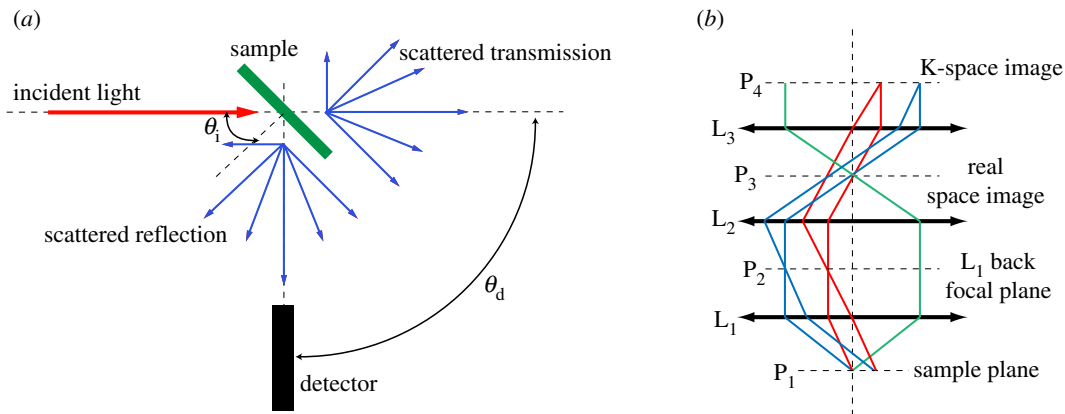 (a)
sample
scattered transmission
incident light
θi
scattered reflection
θd
detector
(b)
P4
K-space image
L3
P3
real
space image
L2
P2
L1 back
focal plane
L1
P1
sample plane